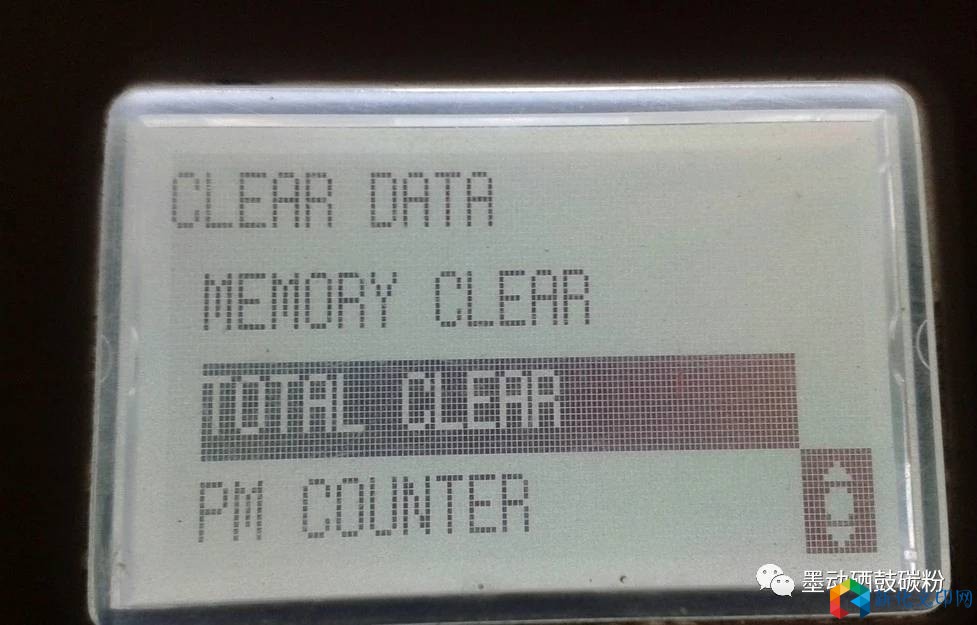 CLEAR DATA
MEMORY CLEAR
TOTAL CLEAR
PM COUNTER
墨动硒鼓碳粉